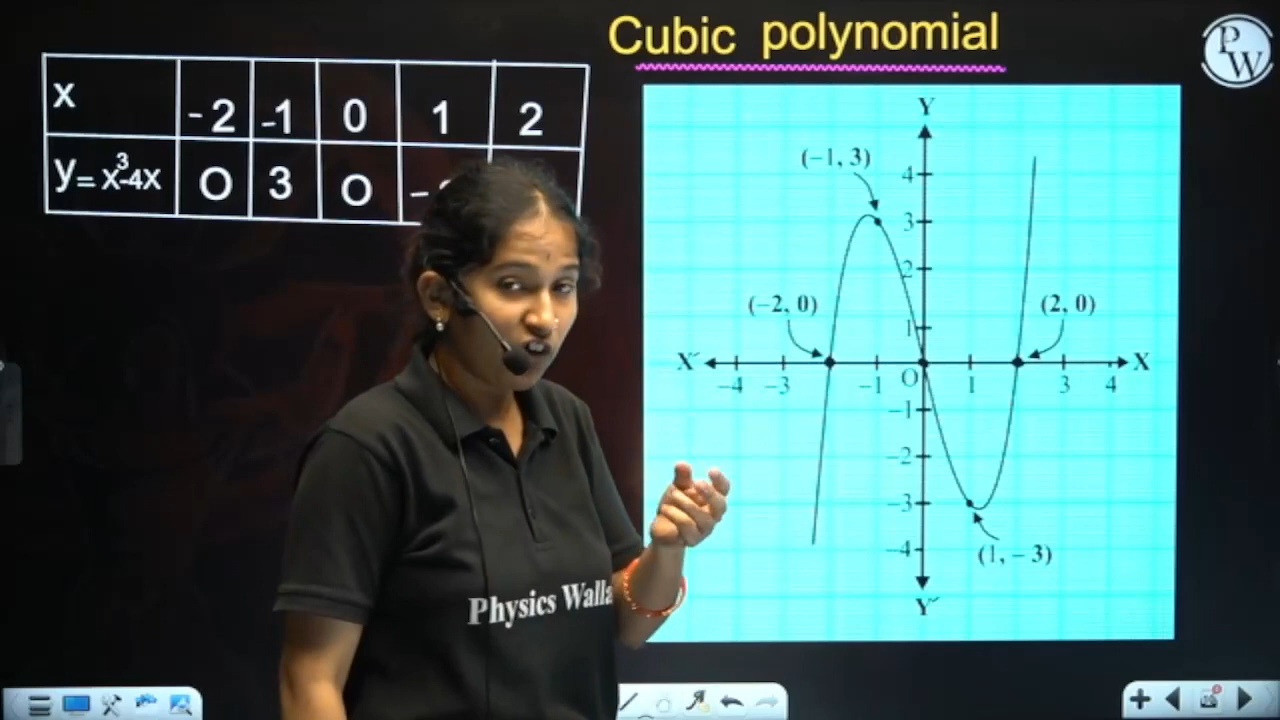 Cubic polynomial
PW
x -2 -1 0 1 2
y=x³-4x 0 3 0 -
Y
(−1, 3)
4
3
2
(−2, 0) (2, 0)
1
X′ X
−4 −3 −1 O 1 3 4
−1
−2
−3
−4 (1, − 3)
Y′
Physics Walla